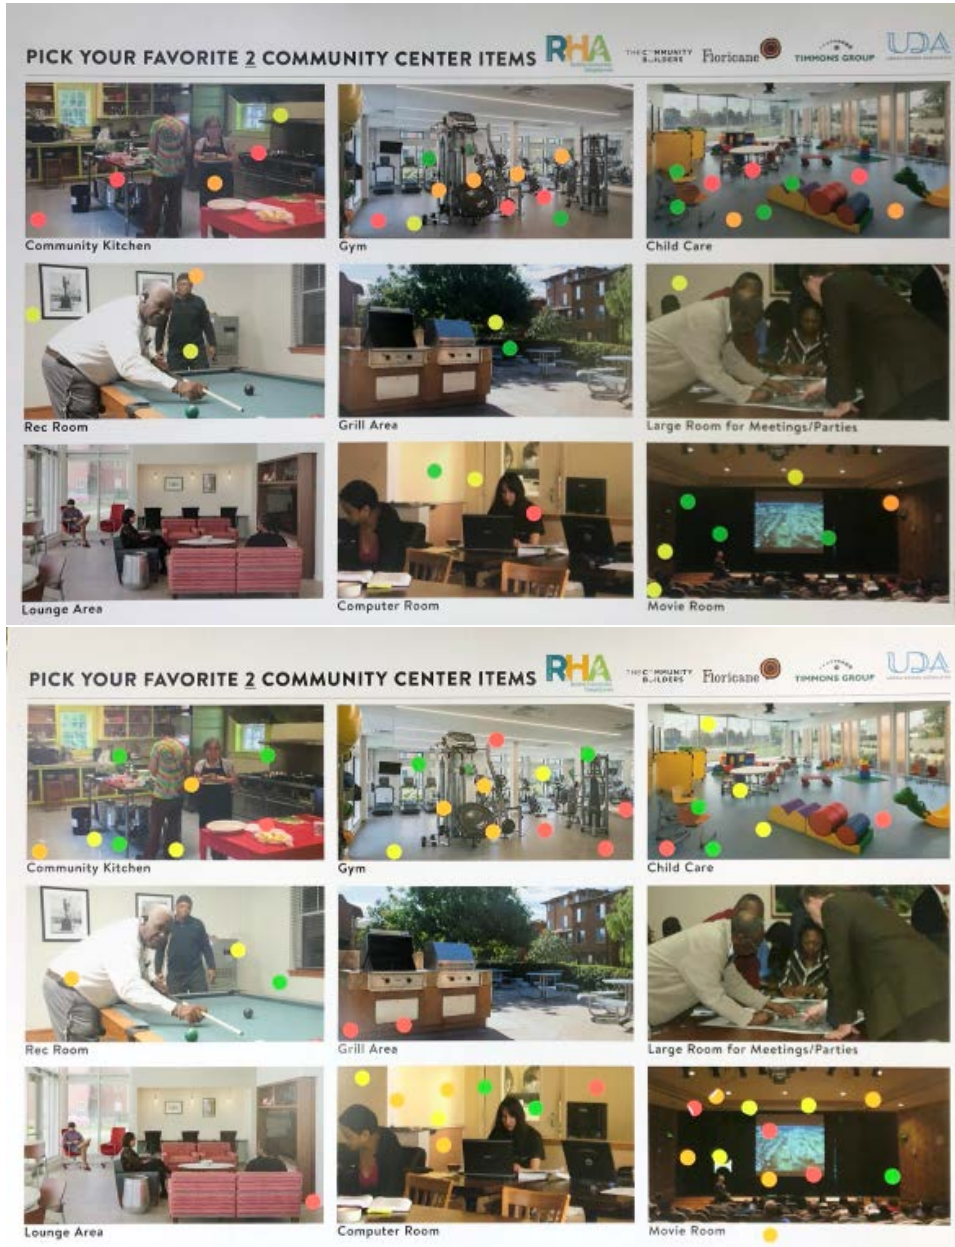 PICK YOUR FAVORITE 2 COMMUNITY CENTER ITEMS RHA THE COMMUNITY BUILDERS Floricane TIMMONS GROUP UDA
Community Kitchen Gym Child Care
Rec Room Grill Area Large Room for Meetings/Parties
Lounge Area Computer Room Movie Room
PICK YOUR FAVORITE 2 COMMUNITY CENTER ITEMS RHA THE COMMUNITY BUILDERS Floricane TIMMONS GROUP UDA
Community Kitchen Gym Child Care
Rec Room Grill Area Large Room for Meetings/Parties
Lounge Area Computer Room Movie Room